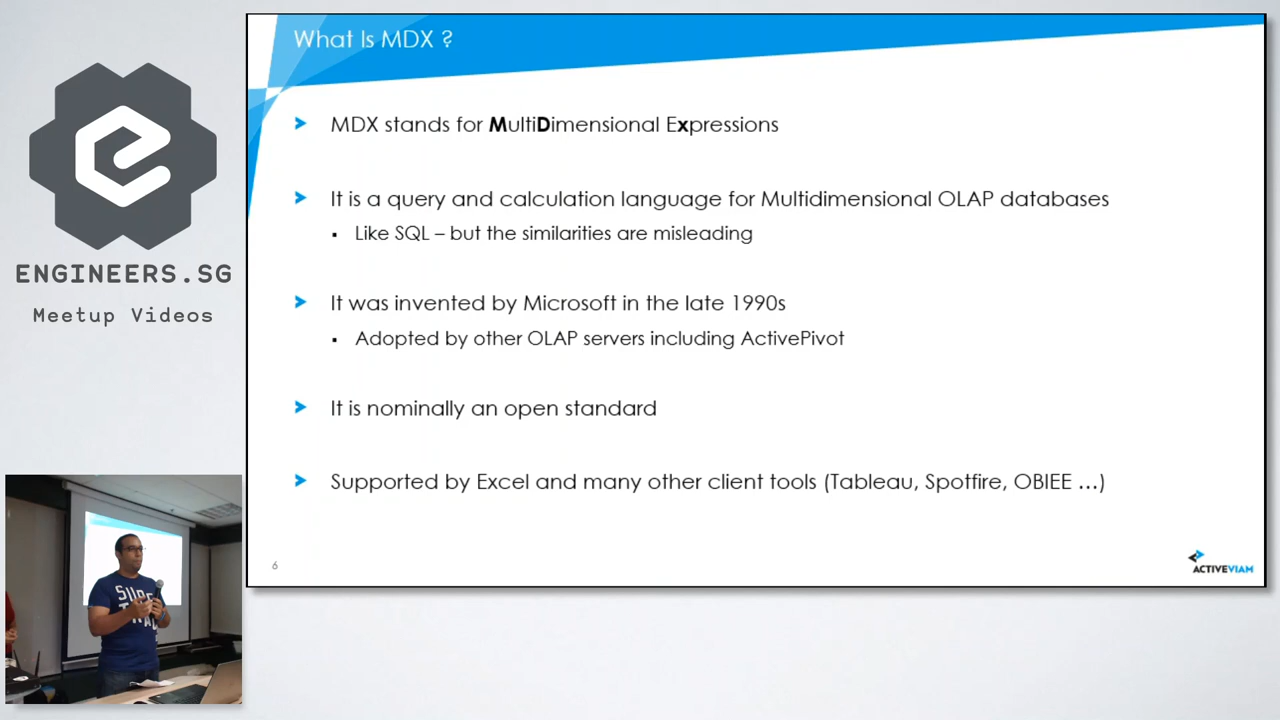 What Is MDX ?
MDX stands for MultiDimensional Expressions
It is a query and calculation language for Multidimensional OLAP databases
Like SQL – but the similarities are misleading
It was invented by Microsoft in the late 1990s
Adopted by other OLAP servers including ActivePivot
It is nominally an open standard
Supported by Excel and many other client tools (Tableau, Spotfire, OBIEE ...)
6
ACTIVEVIAM
ENGINEERS.SG
Meetup Videos